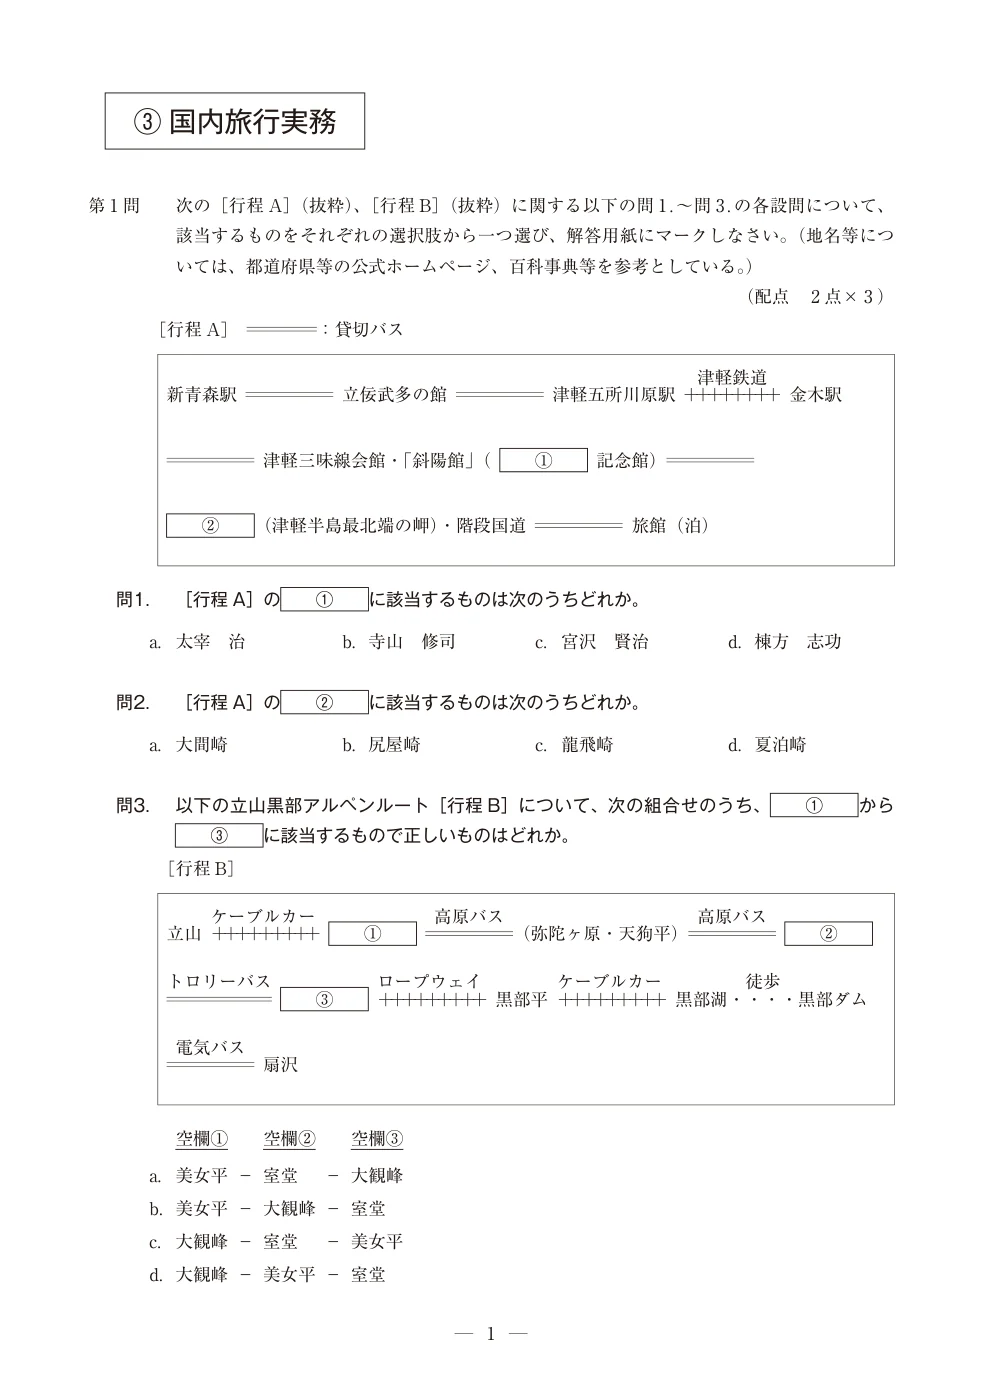 ③ 国内旅行実務
第1問 次の［行程 A］（抜粋）、［行程 B］（抜粋）に関する以下の問1．～問3．の各設問について、
該当するものをそれぞれの選択肢から一つ選び、解答用紙にマークしなさい。（地名等につ
いては、都道府県等の公式ホームページ、百科事典等を参考としている。）
（配点 2点×3）
［行程 A］ ：貸切バス
津軽鉄道
新青森駅 立佞武多の館 津軽五所川原駅 金木駅
津軽三味線会館・「斜陽館」（ ① 記念館）
② （津軽半島最北端の岬）・階段国道 旅館（泊）
問1. ［行程 A］の ① に該当するものは次のうちどれか。
a. 太宰 治 b. 寺山 修司 c. 宮沢 賢治 d. 棟方 志功
問2. ［行程 A］の ② に該当するものは次のうちどれか。
a. 大間崎 b. 尻屋崎 c. 龍飛崎 d. 夏泊崎
問3. 以下の立山黒部アルペンルート［行程 B］について、次の組合せのうち、 ① から
③ に該当するもので正しいものはどれか。
［行程 B］
ケーブルカー 高原バス 高原バス
立山 ① （弥陀ヶ原・天狗平） ②
トロリーバス ロープウェイ ケーブルカー 徒歩
③ 黒部平 黒部湖・・・・黒部ダム
電気バス
扇沢
空欄① 空欄② 空欄③
a. 美女平 － 室堂 － 大観峰
b. 美女平 － 大観峰 － 室堂
c. 大観峰 － 室堂 － 美女平
d. 大観峰 － 美女平 － 室堂
— 1 —